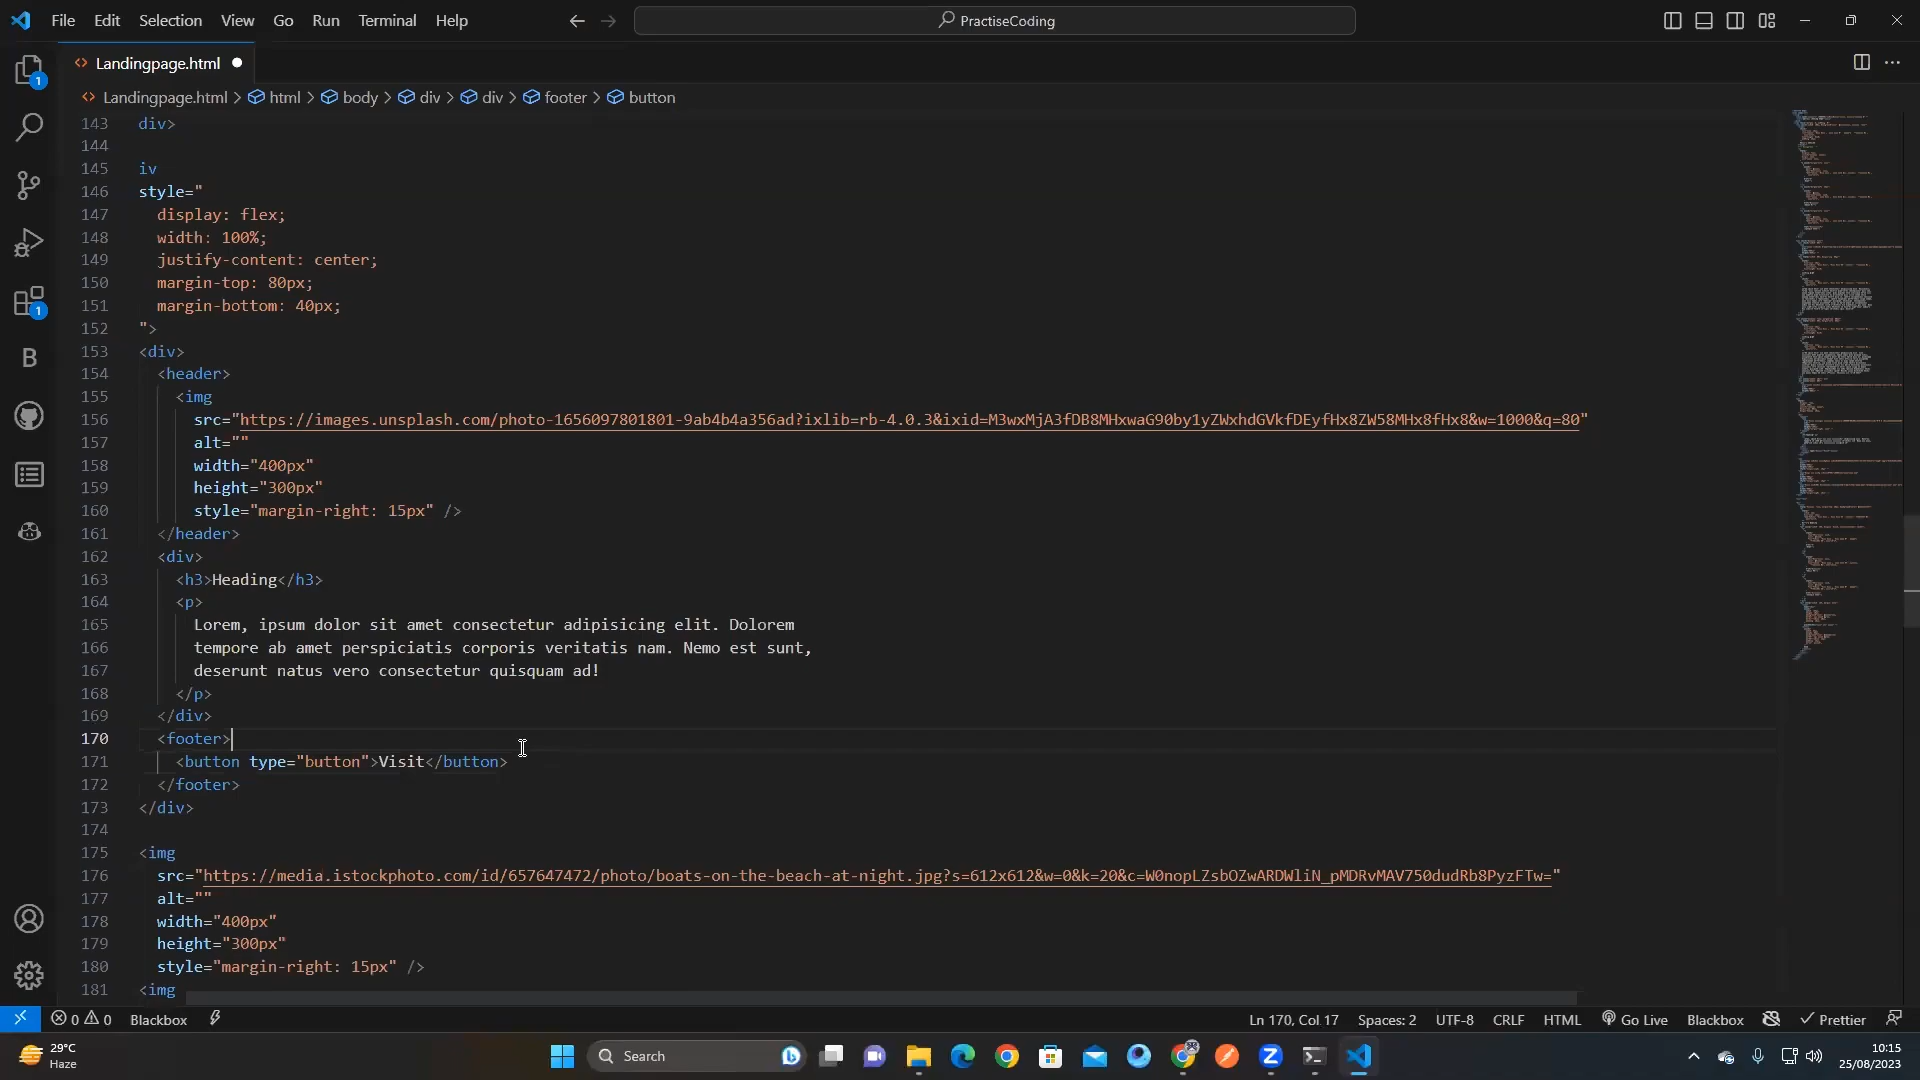 File Edit Selection View Go Run Terminal Help
PractiseCoding
Landingpage.html
Landingpage.html > html > body > div > div > footer > button
143 div>
144
145 iv
146 style="
147 display: flex;
148 width: 100%;
149 justify-content: center;
150 margin-top: 80px;
151 margin-bottom: 40px;
152 ">
153 <div>
154 <header>
155 <img
156 src="https://images.unsplash.com/photo-1656097801801-9ab4b4a356ad?ixlib=rb-4.0.3&ixid=M3wxMjA3fDB8MHxwaG90by1yZWxhdGVkfDEyfHx8ZW58MHx8fHx8&w=1000&q=80"
157 alt=""
158 width="400px"
159 height="300px"
160 style="margin-right: 15px" />
161 </header>
162 <div>
163 <h3>Heading</h3>
164 <p>
165 Lorem, ipsum dolor sit amet consectetur adipisicing elit. Dolorem
166 tempore ab amet perspiciatis corporis veritatis nam. Nemo est sunt,
167 deserunt natus vero consectetur quisquam ad!
168 </p>
169 </div>
170 <footer>
171 <button type="button">Visit</button>
172 </footer>
173 </div>
174
175 <img
176 src="https://media.istockphoto.com/id/657647472/photo/boats-on-the-beach-at-night.jpg?s=612x612&w=0&k=20&c=W0nopLZsbOZwARDWliN_pMDRvMAV750dudRb8PyzFTw="
177 alt=""
178 width="400px"
179 height="300px"
180 style="margin-right: 15px" />
181 <img
1
1
B
0 0 Blackbox
Ln 170, Col 17 Spaces: 2 UTF-8 CRLF HTML Go Live Blackbox Prettier
29°C
Haze
Search
10:15
25/08/2023